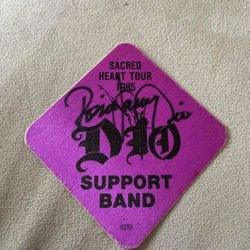 SACRED
HEART TOUR
1985
DIO
SUPPORT
BAND